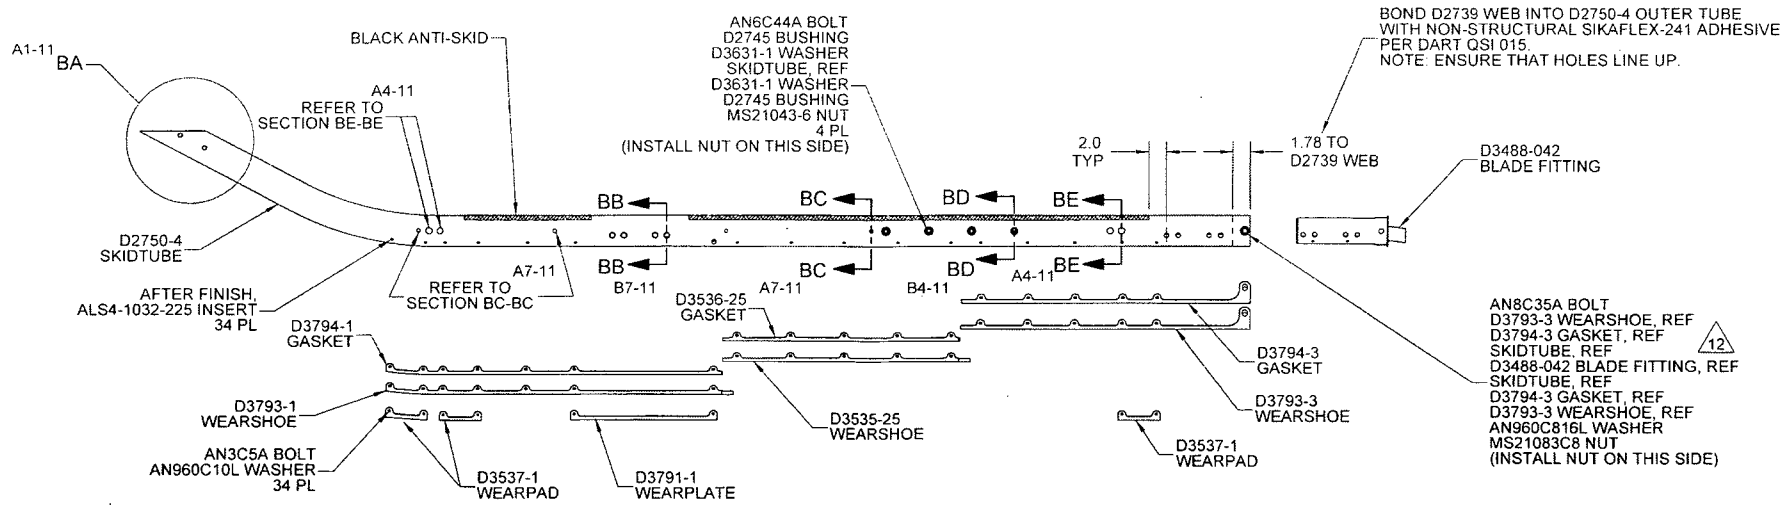 A1-11
BA
BLACK ANTI-SKID
A4-11
REFER TO
SECTION BE-BE
AN6C44A BOLT
D2745 BUSHING
D3631-1 WASHER
SKIDTUBE, REF
D3631-1 WASHER
D2745 BUSHING
MS21043-6 NUT
4 PL
(INSTALL NUT ON THIS SIDE)
BOND D2739 WEB INTO D2750-4 OUTER TUBE
WITH NON-STRUCTURAL SIKAFLEX-241 ADHESIVE
PER DART QSI 015.
NOTE: ENSURE THAT HOLES LINE UP.
2.0
TYP
1.78 TO
D2739 WEB
D3488-042
BLADE FITTING
BB
BC
BD
BE
D2750-4
SKIDTUBE
BB
BC
BD
BE
A7-11
B7-11
A7-11
B4-11
A4-11
REFER TO
SECTION BC-BC
AFTER FINISH,
ALS4-1032-225 INSERT
34 PL
D3794-1
GASKET
D3536-25
GASKET
D3794-3
GASKET
D3793-1
WEARSHOE
D3535-25
WEARSHOE
D3793-3
WEARSHOE
AN3C5A BOLT
AN960C10L WASHER
34 PL
D3537-1
WEARPAD
D3791-1
WEARPLATE
D3537-1
WEARPAD
AN8C35A BOLT
D3793-3 WEARSHOE, REF
D3794-3 GASKET, REF
SKIDTUBE, REF
D3488-042 BLADE FITTING, REF
SKIDTUBE, REF
D3794-3 GASKET, REF
D3793-3 WEARSHOE, REF
AN960C816L WASHER
MS21083C8 NUT
(INSTALL NUT ON THIS SIDE)
12